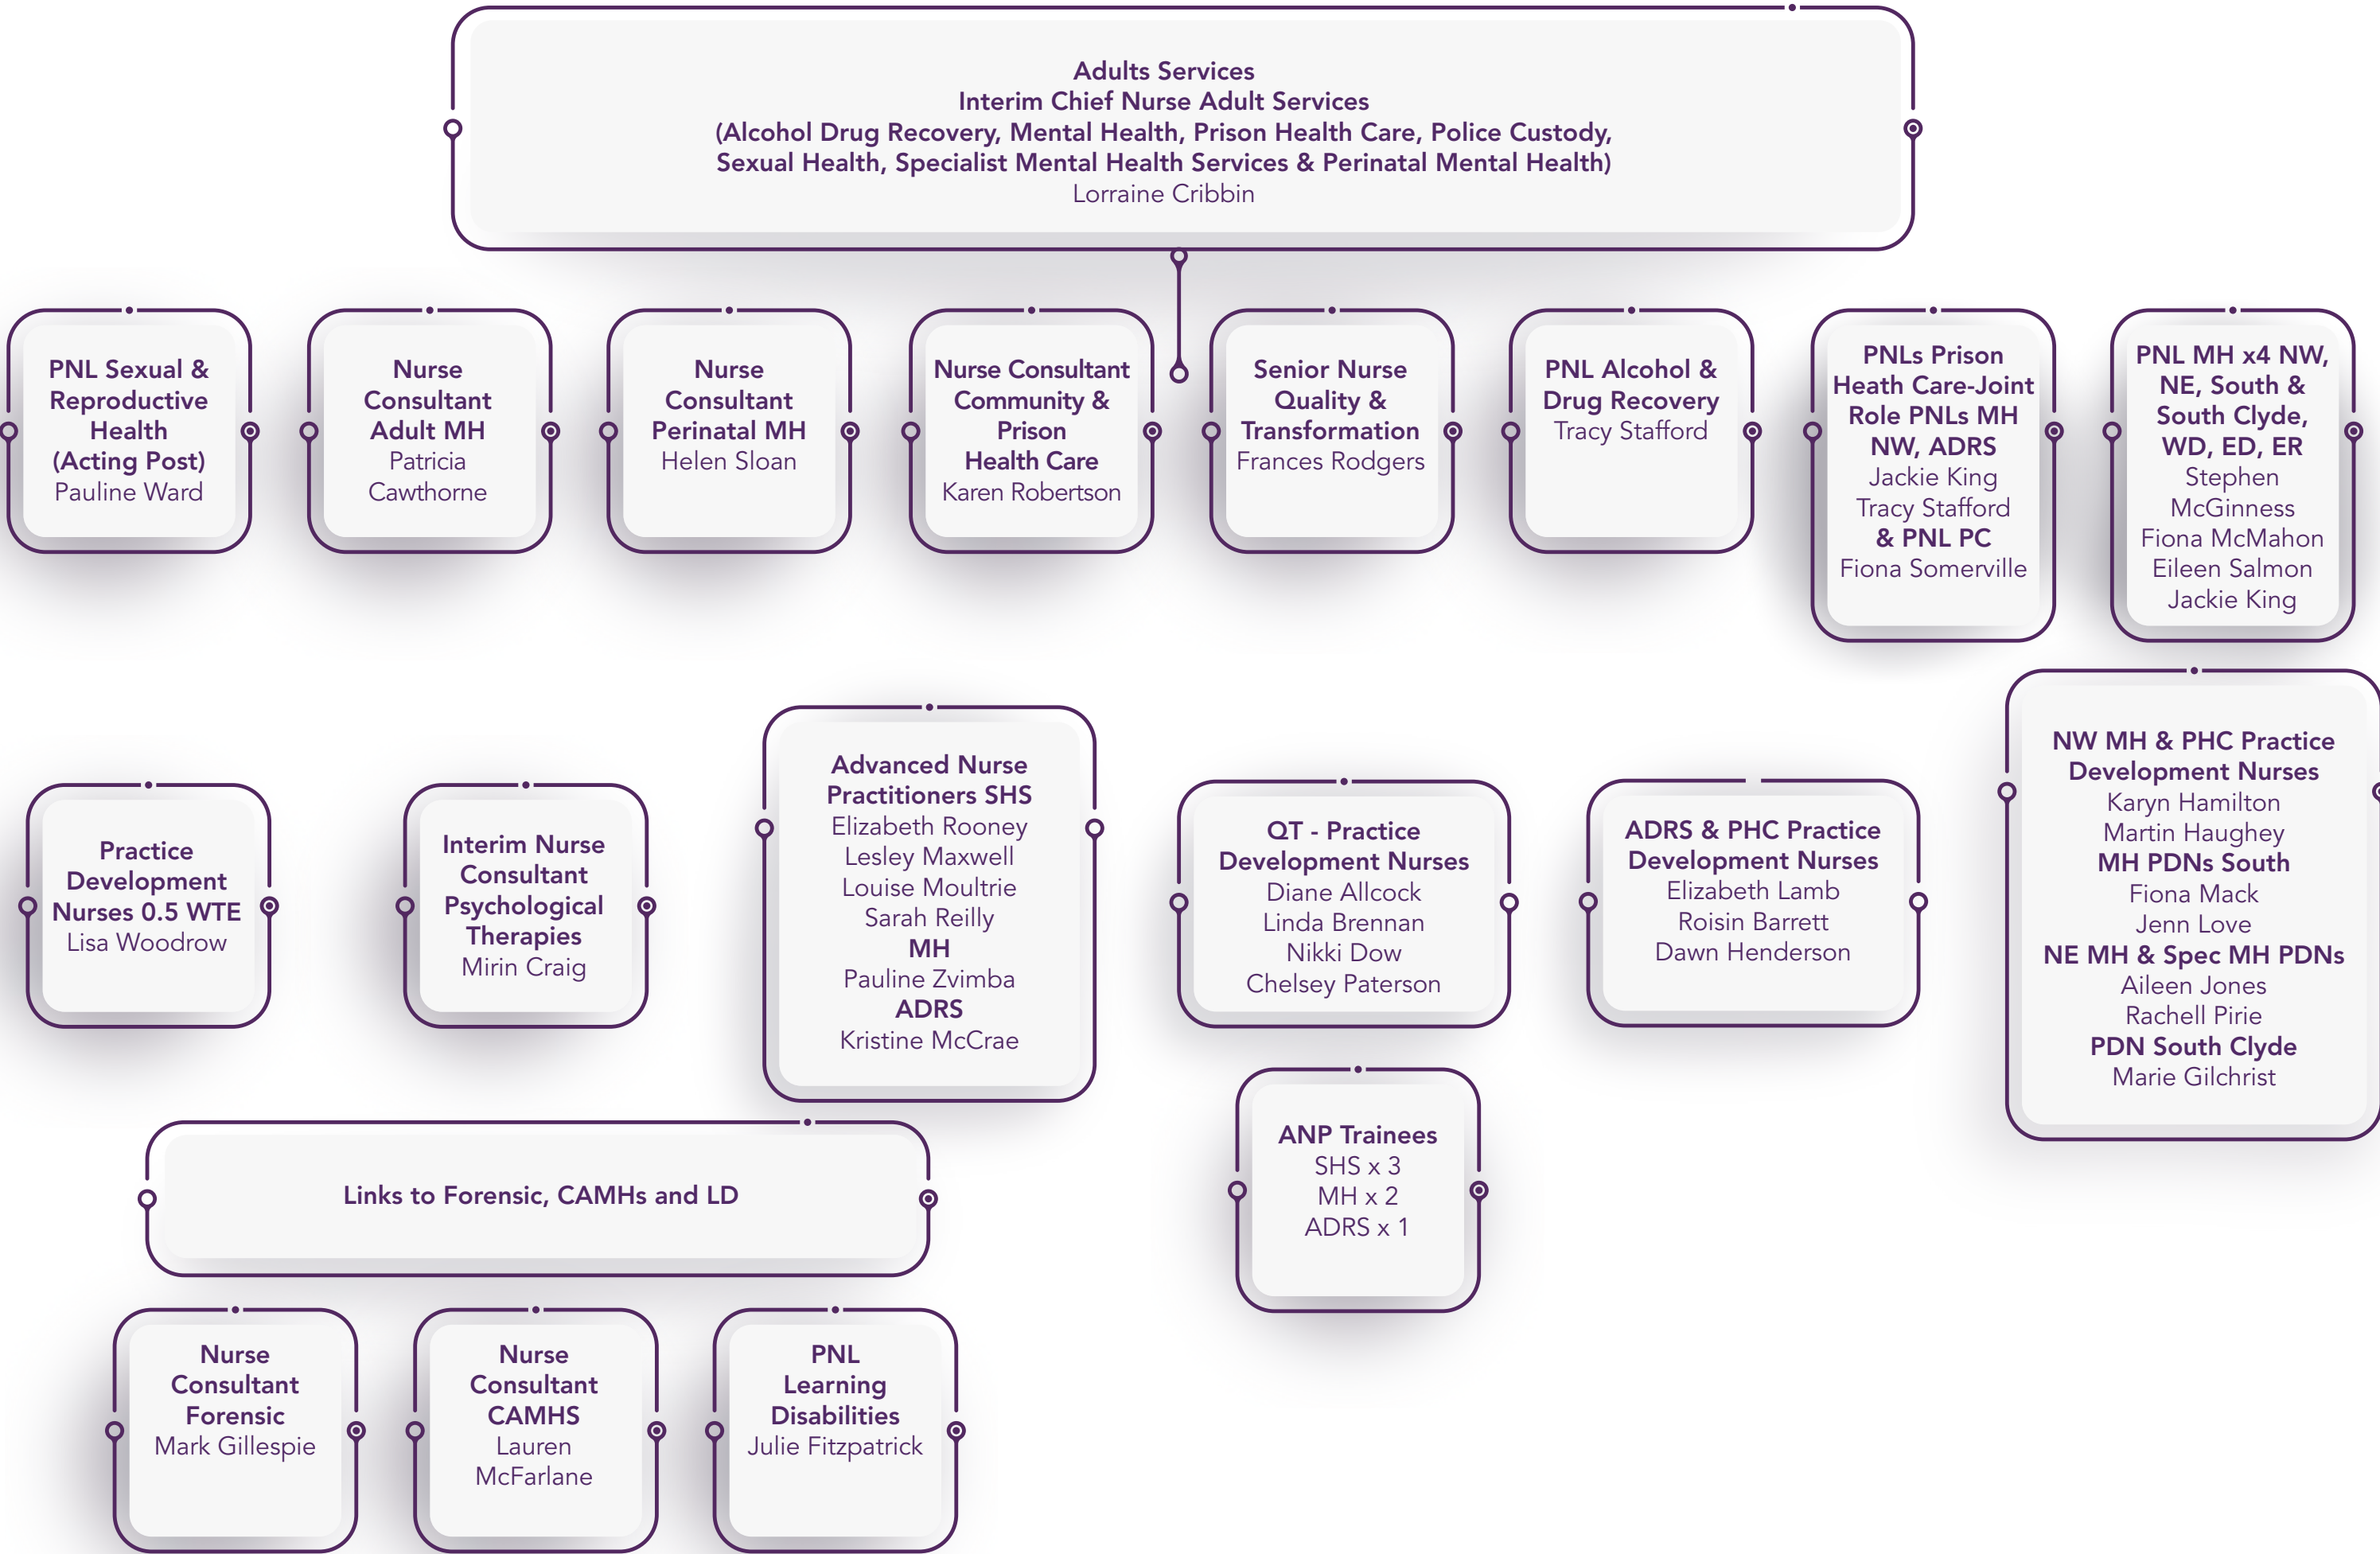 Adults Services
Interim Chief Nurse Adult Services
(Alcohol Drug Recovery, Mental Health, Prison Health Care, Police Custody,
Sexual Health, Specialist Mental Health Services & Perinatal Mental Health)
Lorraine Cribbin
PNL Sexual &
Reproductive
Health
(Acting Post)
Pauline Ward
Nurse
Consultant
Adult MH
Patricia
Cawthorne
Nurse
Consultant
Perinatal MH
Helen Sloan
Nurse Consultant
Community &
Prison
Health Care
Karen Robertson
Senior Nurse
Quality &
Transformation
Frances Rodgers
PNL Alcohol &
Drug Recovery
Tracy Stafford
PNLs Prison
Heath Care-Joint
Role PNLs MH
NW, ADRS
Jackie King
Tracy Stafford
& PNL PC
Fiona Somerville
PNL MH x4 NW,
NE, South &
South Clyde,
WD, ED, ER
Stephen
McGinness
Fiona McMahon
Eileen Salmon
Jackie King
Practice
Development
Nurses 0.5 WTE
Lisa Woodrow
Interim Nurse
Consultant
Psychological
Therapies
Mirin Craig
Advanced Nurse
Practitioners SHS
Elizabeth Rooney
Lesley Maxwell
Louise Moultrie
Sarah Reilly
MH
Pauline Zvimba
ADRS
Kristine McCrae
QT - Practice
Development Nurses
Diane Allcock
Linda Brennan
Nikki Dow
Chelsey Paterson
ADRS & PHC Practice
Development Nurses
Elizabeth Lamb
Roisin Barrett
Dawn Henderson
NW MH & PHC Practice
Development Nurses
Karyn Hamilton
Martin Haughey
MH PDNs South
Fiona Mack
Jenn Love
NE MH & Spec MH PDNs
Aileen Jones
Rachell Pirie
PDN South Clyde
Marie Gilchrist
ANP Trainees
SHS x 3
MH x 2
ADRS x 1
Links to Forensic, CAMHs and LD
Nurse
Consultant
Forensic
Mark Gillespie
Nurse
Consultant
CAMHS
Lauren
McFarlane
PNL
Learning
Disabilities
Julie Fitzpatrick